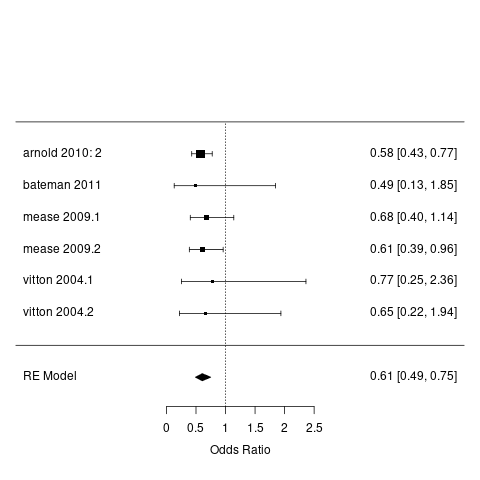 arnold 2010: 2 0.58 [0.43, 0.77]
bateman 2011 0.49 [0.13, 1.85]
mease 2009.1 0.68 [0.40, 1.14]
mease 2009.2 0.61 [0.39, 0.96]
vitton 2004.1 0.77 [0.25, 2.36]
vitton 2004.2 0.65 [0.22, 1.94]
RE Model 0.61 [0.49, 0.75]
0 0.5 1 1.5 2 2.5
Odds Ratio